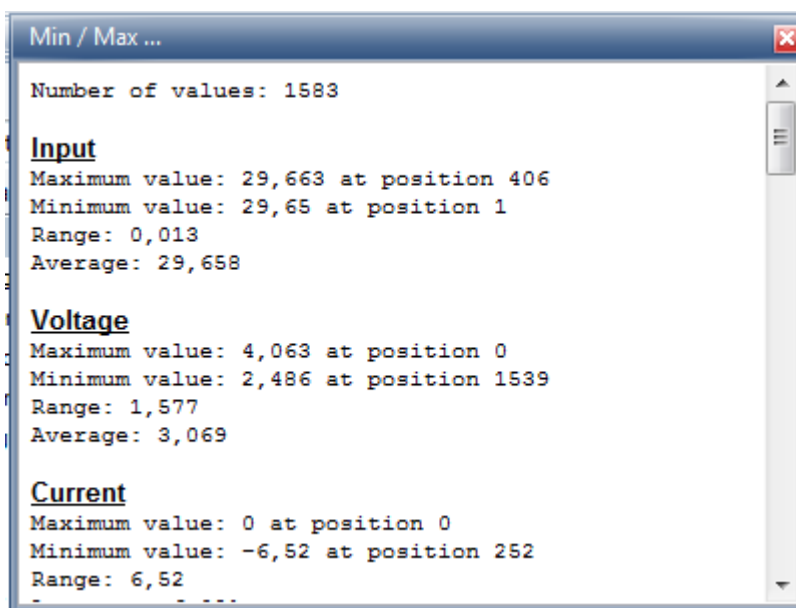 Min / Max ...
Number of values: 1583
Input
Maximum value: 29,663 at position 406
Minimum value: 29,65 at position 1
Range: 0,013
Average: 29,658
Voltage
Maximum value: 4,063 at position 0
Minimum value: 2,486 at position 1539
Range: 1,577
Average: 3,069
Current
Maximum value: 0 at position 0
Minimum value: -6,52 at position 252
Range: 6,52